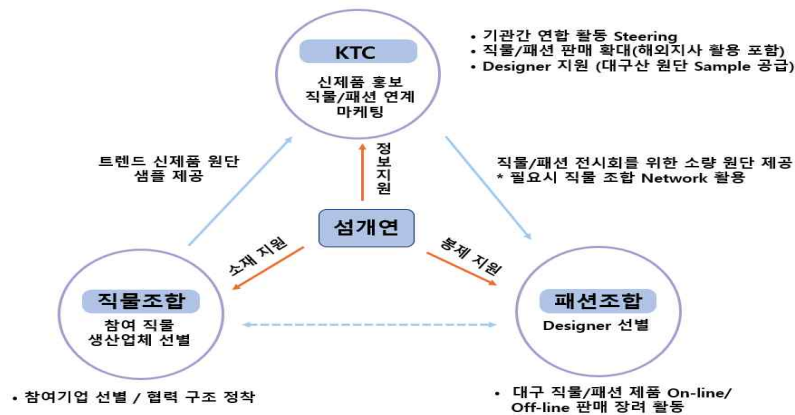 KTC
신제품 홍보
직물/패션 연계
마케팅
• 기관간 연합 활동 Steering
• 직물/패션 판매 확대(해외지사 활용 포함)
• Designer 지원 (대구산 원단 Sample 공급)
트렌드 신제품 원단
샘플 제공
정보지원
직물/패션 전시회를 위한 소량 원단 제공
* 필요시 직물 조합 Network 활용
섬개연
소재 지원
봉제 지원
직물조합
참여 직물
생산업체 선별
패션조합
Designer 선별
• 참여기업 선별 / 협력 구조 정착
• 대구 직물/패션 제품 On-line/
Off-line 판매 장려 활동